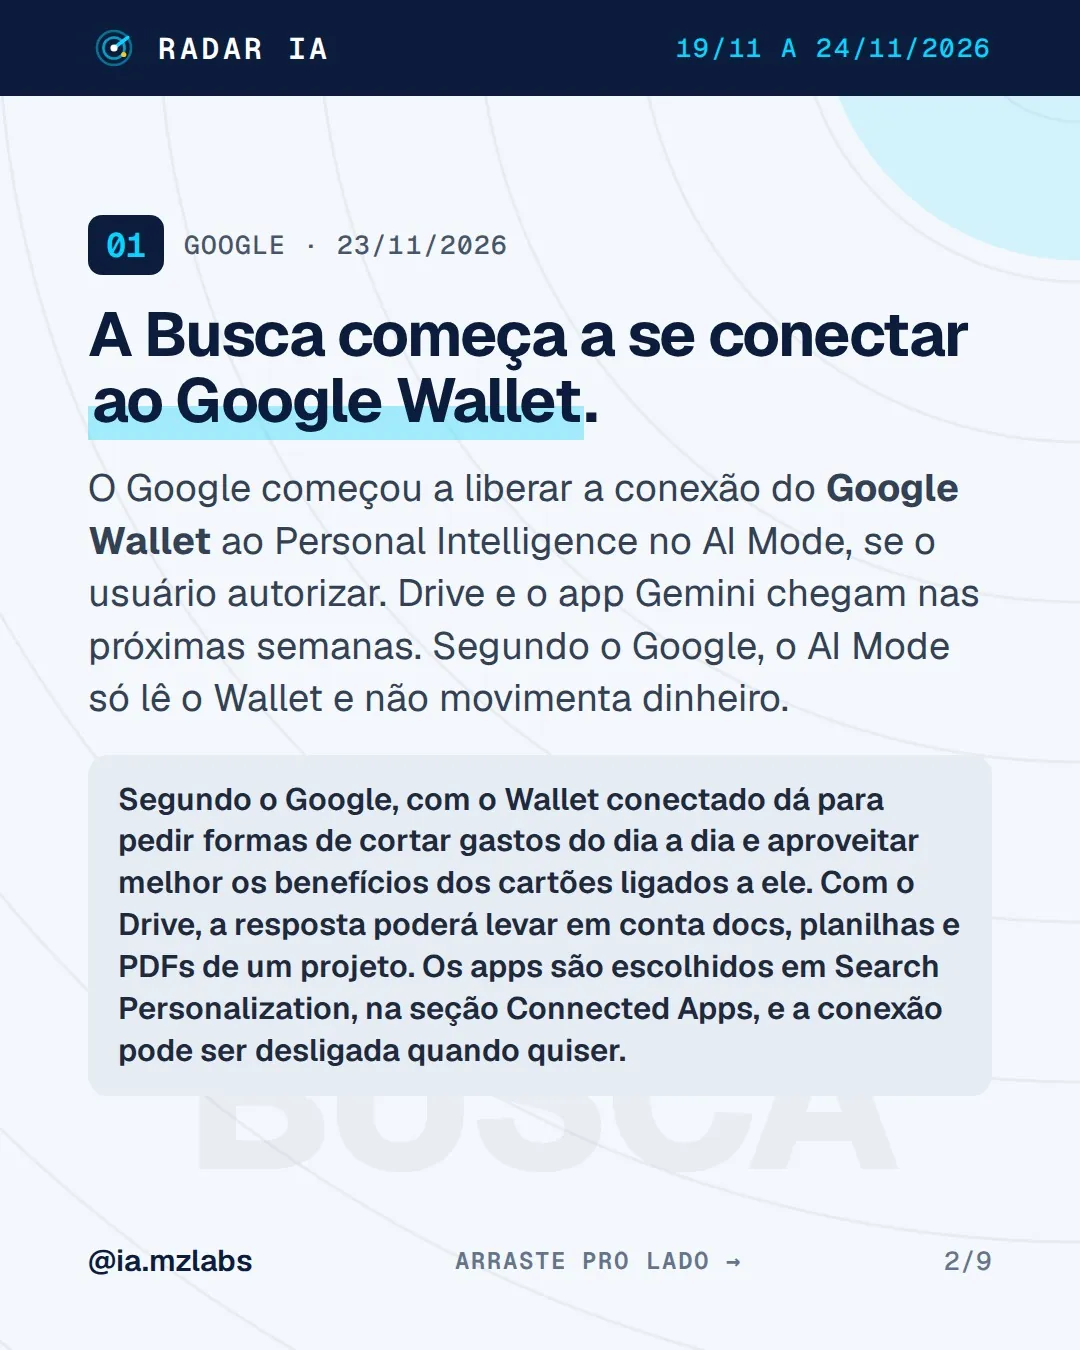 RADAR IA
19/11 A 24/11/2026
01
GOOGLE · 23/11/2026
A Busca começa a se conectar
ao Google Wallet.
O Google começou a liberar a conexão do Google
Wallet ao Personal Intelligence no AI Mode, se o
usuário autorizar. Drive e o app Gemini chegam nas
próximas semanas. Segundo o Google, o AI Mode
só lê o Wallet e não movimenta dinheiro.
Segundo o Google, com o Wallet conectado dá para
pedir formas de cortar gastos do dia a dia e aproveitar
melhor os benefícios dos cartões ligados a ele. Com o
Drive, a resposta poderá levar em conta docs, planilhas e
PDFs de um projeto. Os apps são escolhidos em Search
Personalization, na seção Connected Apps, e a conexão
pode ser desligada quando quiser.
BUSCA
@ia.mzlabs
ARRASTE PRO LADO →
2/9